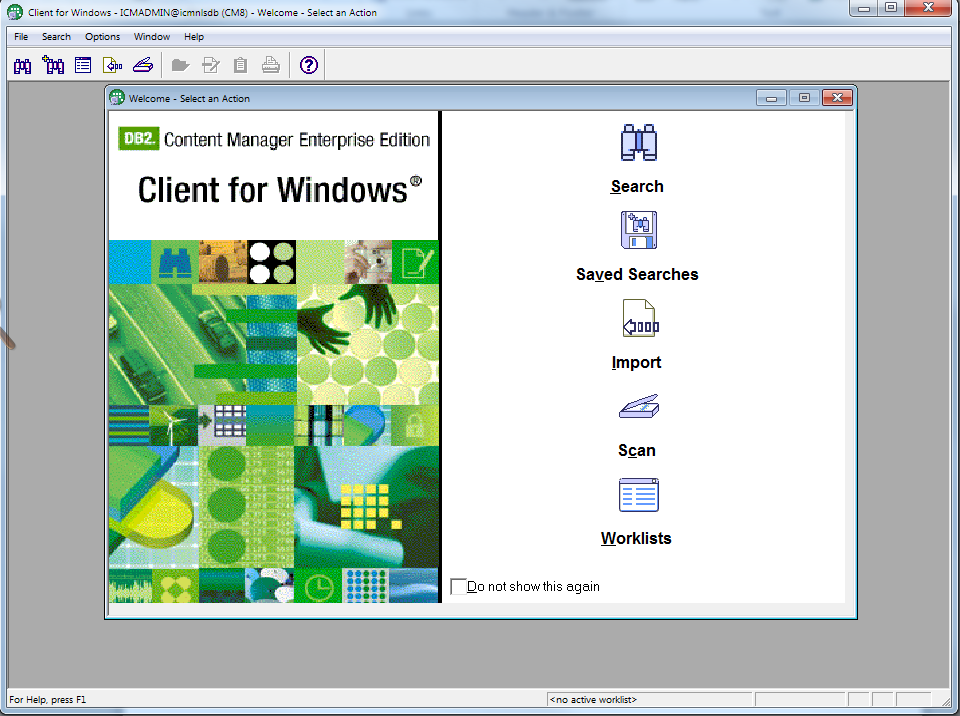 Client for Windows - ICMADMIN@icmnlsdb (CM8) - Welcome - Select an Action
File Search Options Window Help
Welcome - Select an Action
DB2. Content Manager Enterprise Edition
Client for Windows®
Search
Saved Searches
Import
Scan
Worklists
Do not show this again
For Help, press F1
<no active worklist>